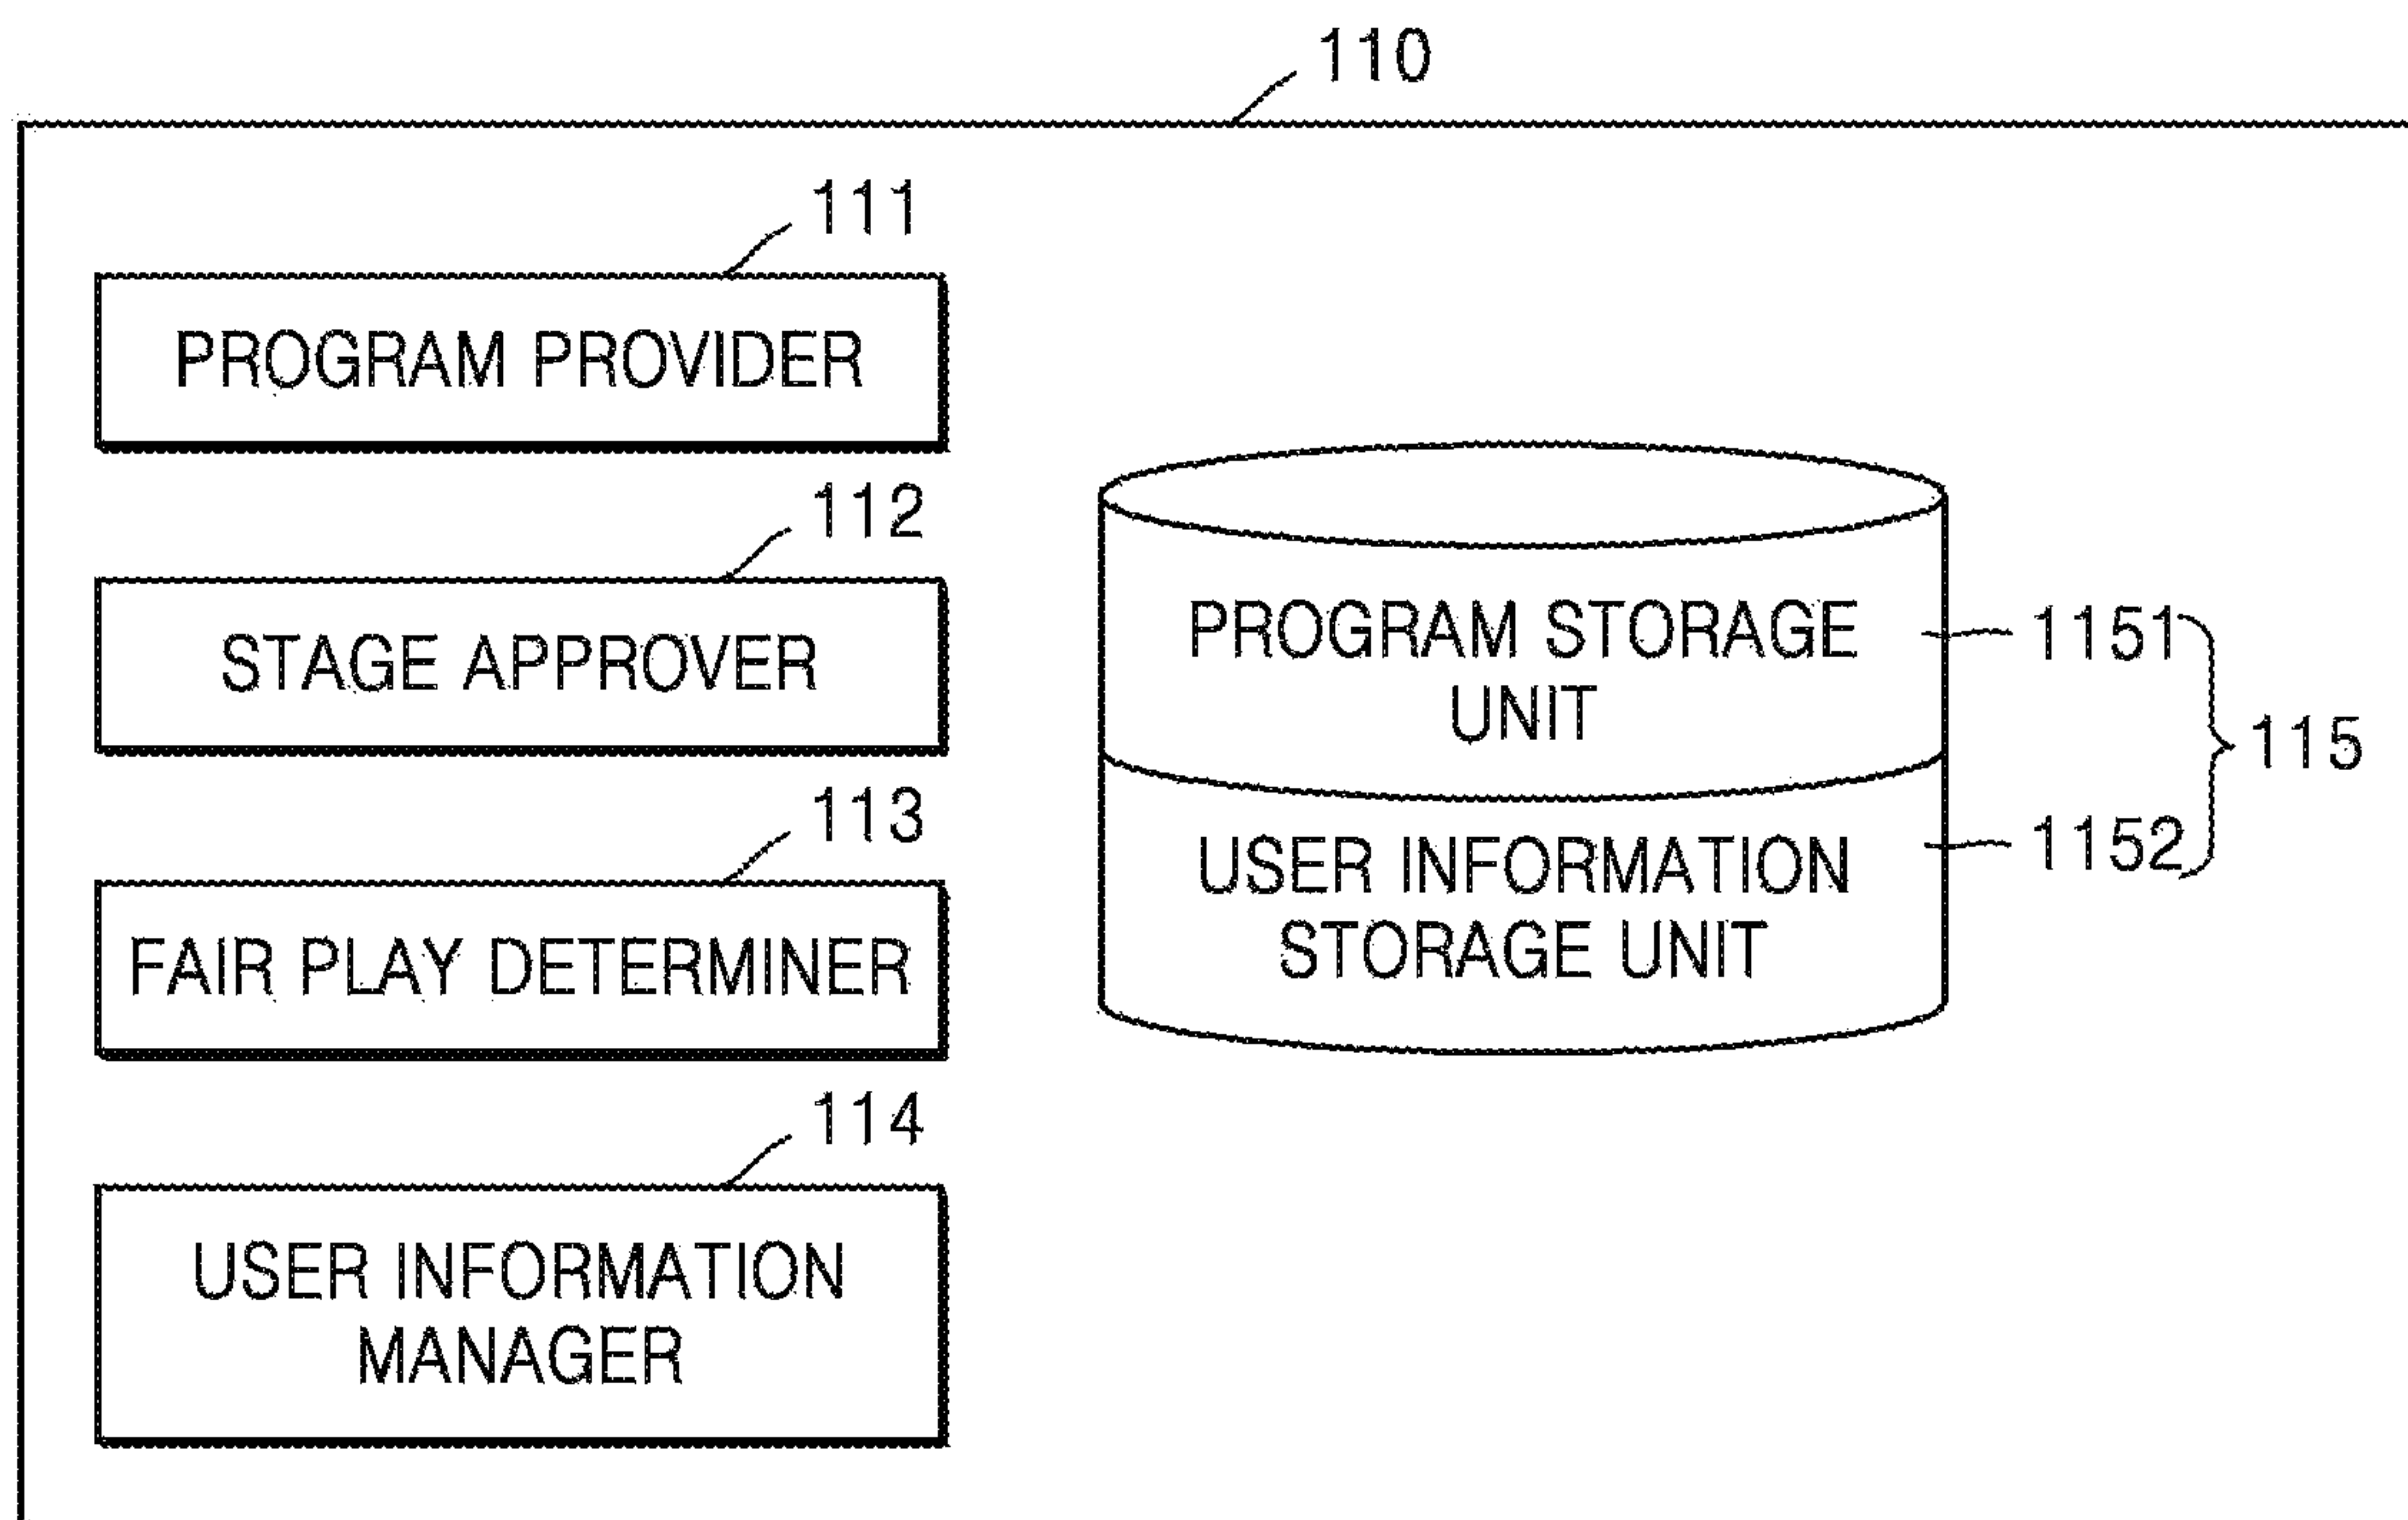 110
111
PROGRAM PROVIDER
112
STAGE APPROVER
113
FAIR PLAY DETERMINER
114
USER INFORMATION
MANAGER
PROGRAM STORAGE
UNIT
1151
USER INFORMATION
STORAGE UNIT
1152
115